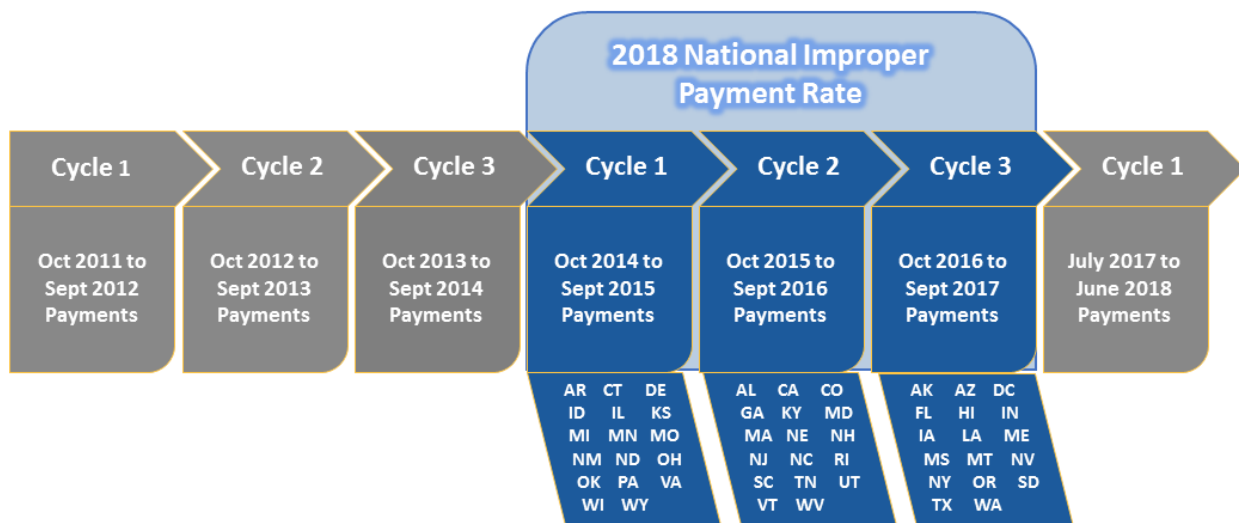 2018 National Improper
Payment Rate
Cycle 1
Cycle 2
Cycle 3
Cycle 1
Cycle 2
Cycle 3
Cycle 1
Oct 2011 to
Sept 2012
Payments
Oct 2012 to
Sept 2013
Payments
Oct 2013 to
Sept 2014
Payments
Oct 2014 to
Sept 2015
Payments
Oct 2015 to
Sept 2016
Payments
Oct 2016 to
Sept 2017
Payments
July 2017 to
June 2018
Payments
AR CT DE
ID IL KS
MI MN MO
NM ND OH
OK PA VA
WI WY
AL CA CO
GA KY MD
MA NE NH
NJ NC RI
SC TN UT
VT WV
AK AZ DC
FL HI IN
IA LA ME
MS MT NV
NY OR SD
TX WA